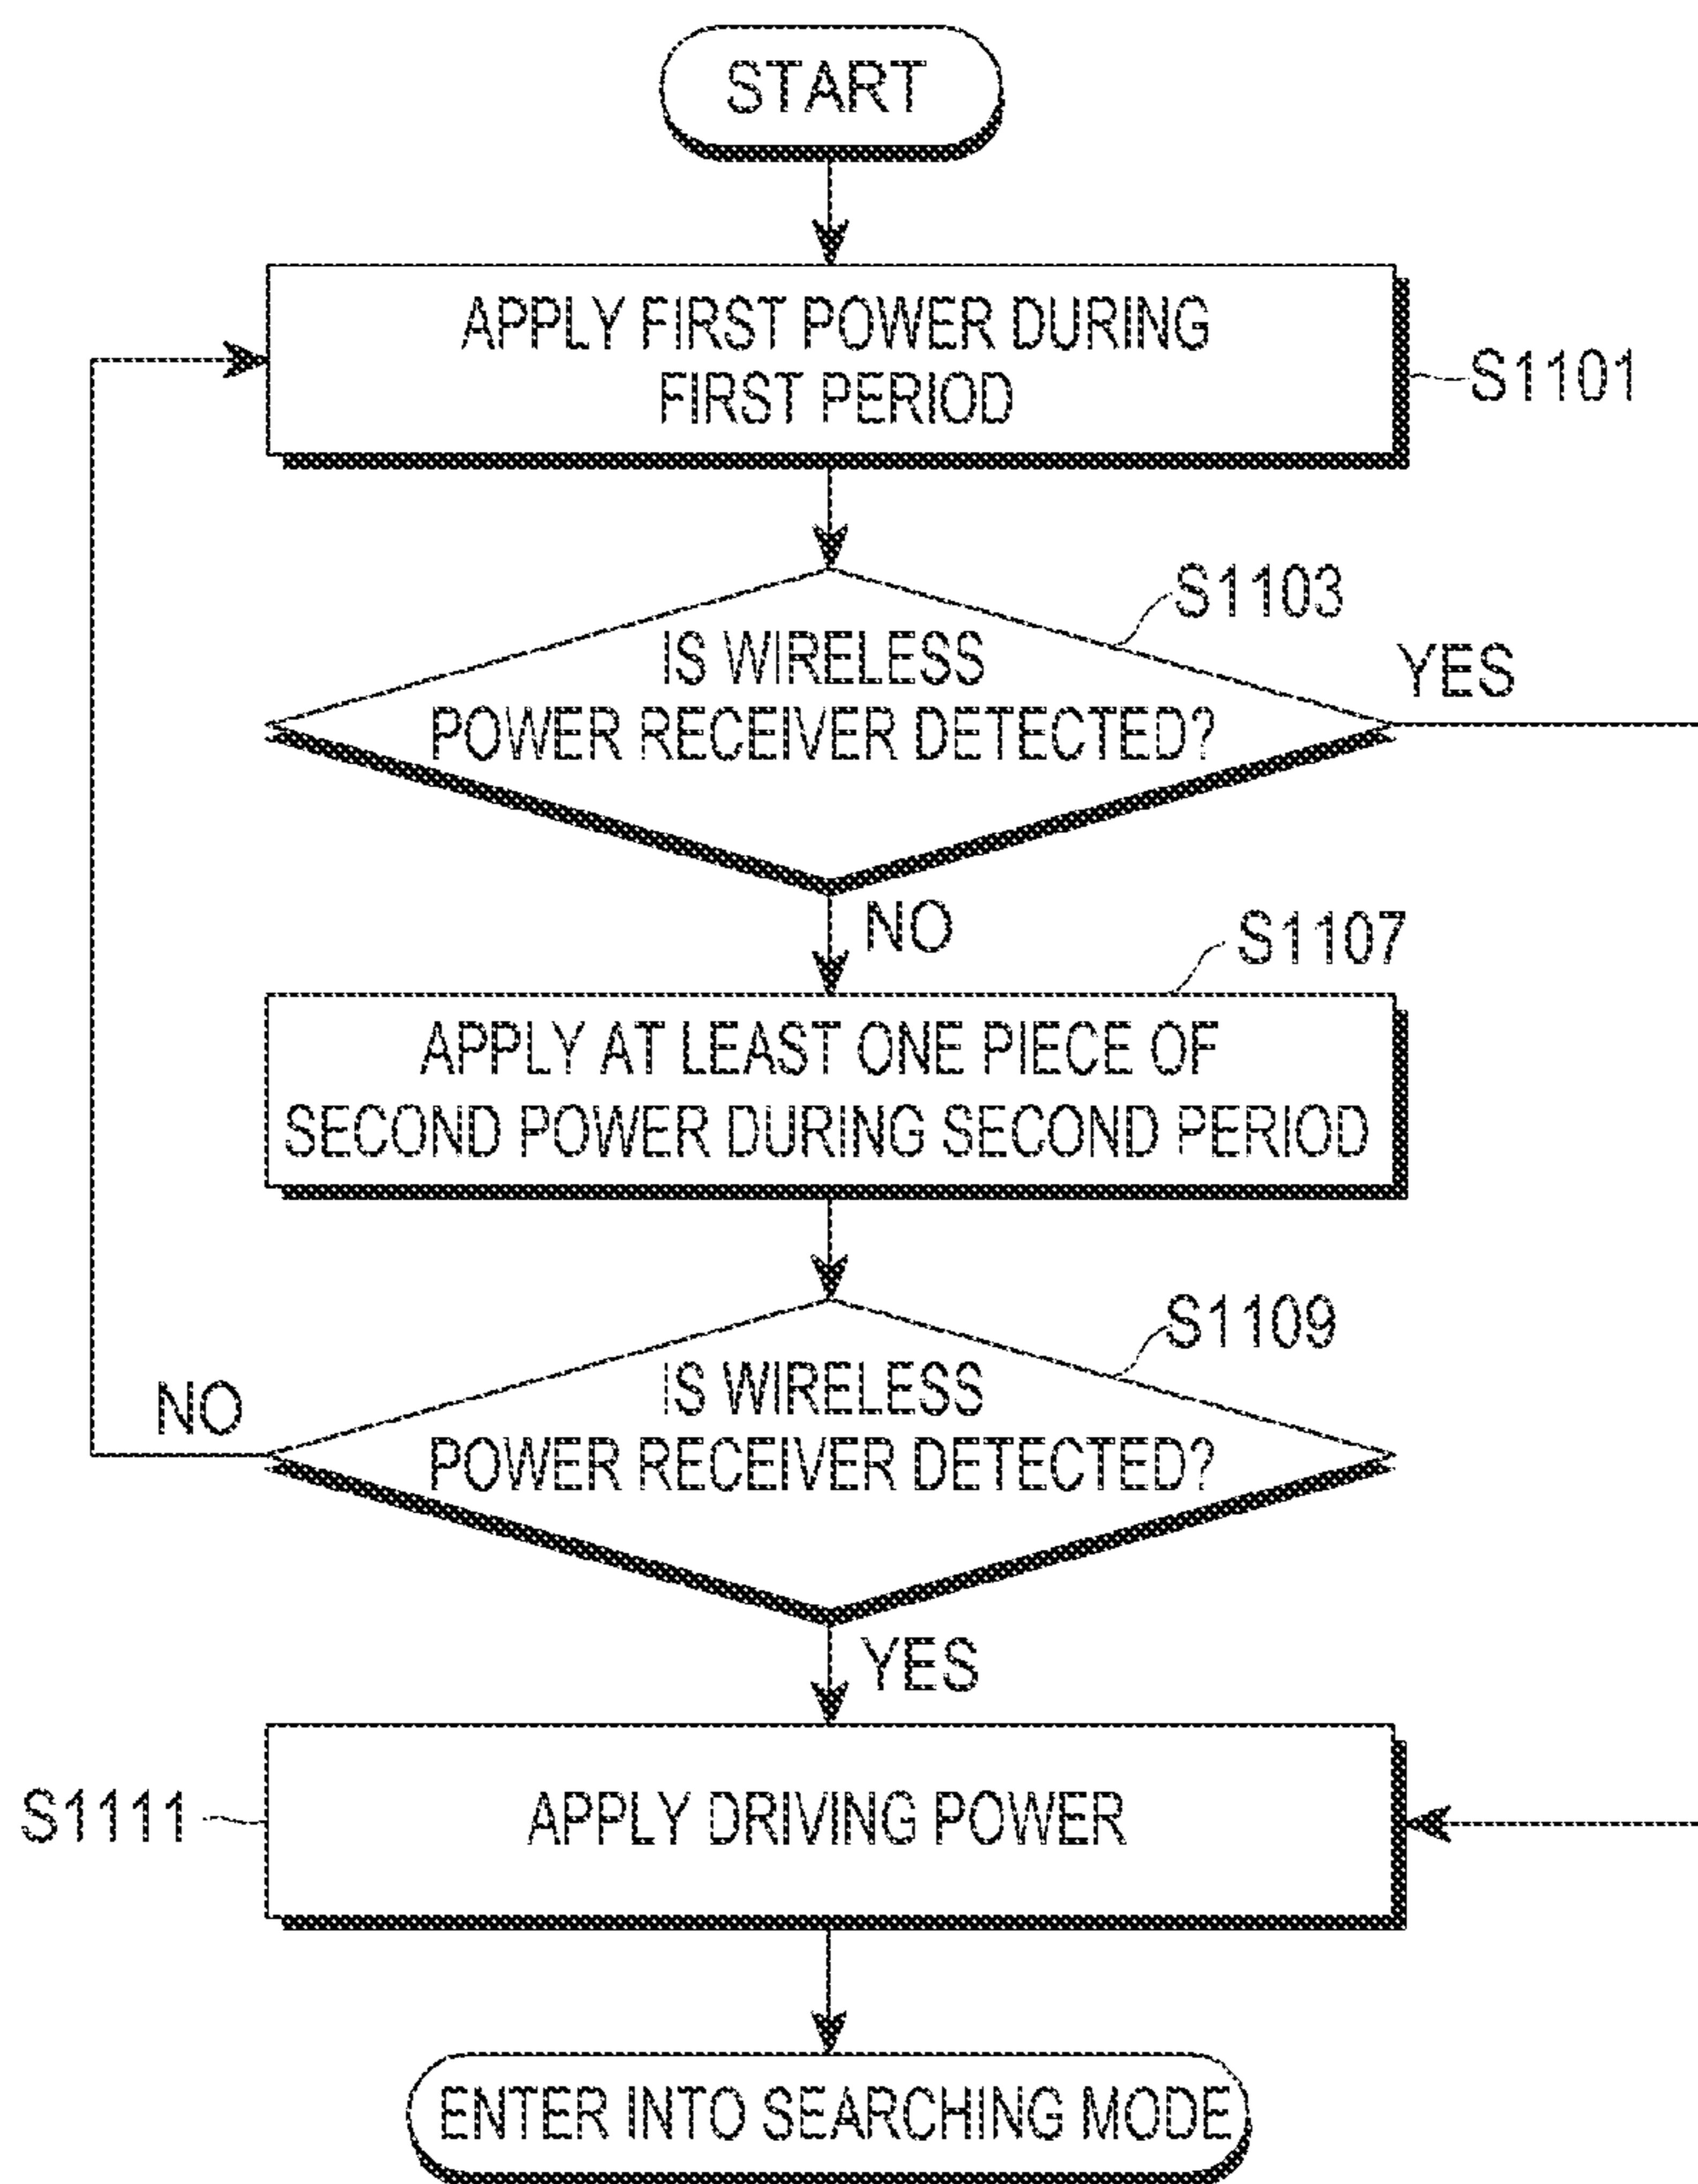 START
APPLY FIRST POWER DURING
FIRST PERIOD
S1101
S1103
IS WIRELESS
POWER RECEIVER DETECTED?
YES
NO
S1107
APPLY AT LEAST ONE PIECE OF
SECOND POWER DURING SECOND PERIOD
S1109
IS WIRELESS
POWER RECEIVER DETECTED?
NO
YES
S1111
APPLY DRIVING POWER
ENTER INTO SEARCHING MODE